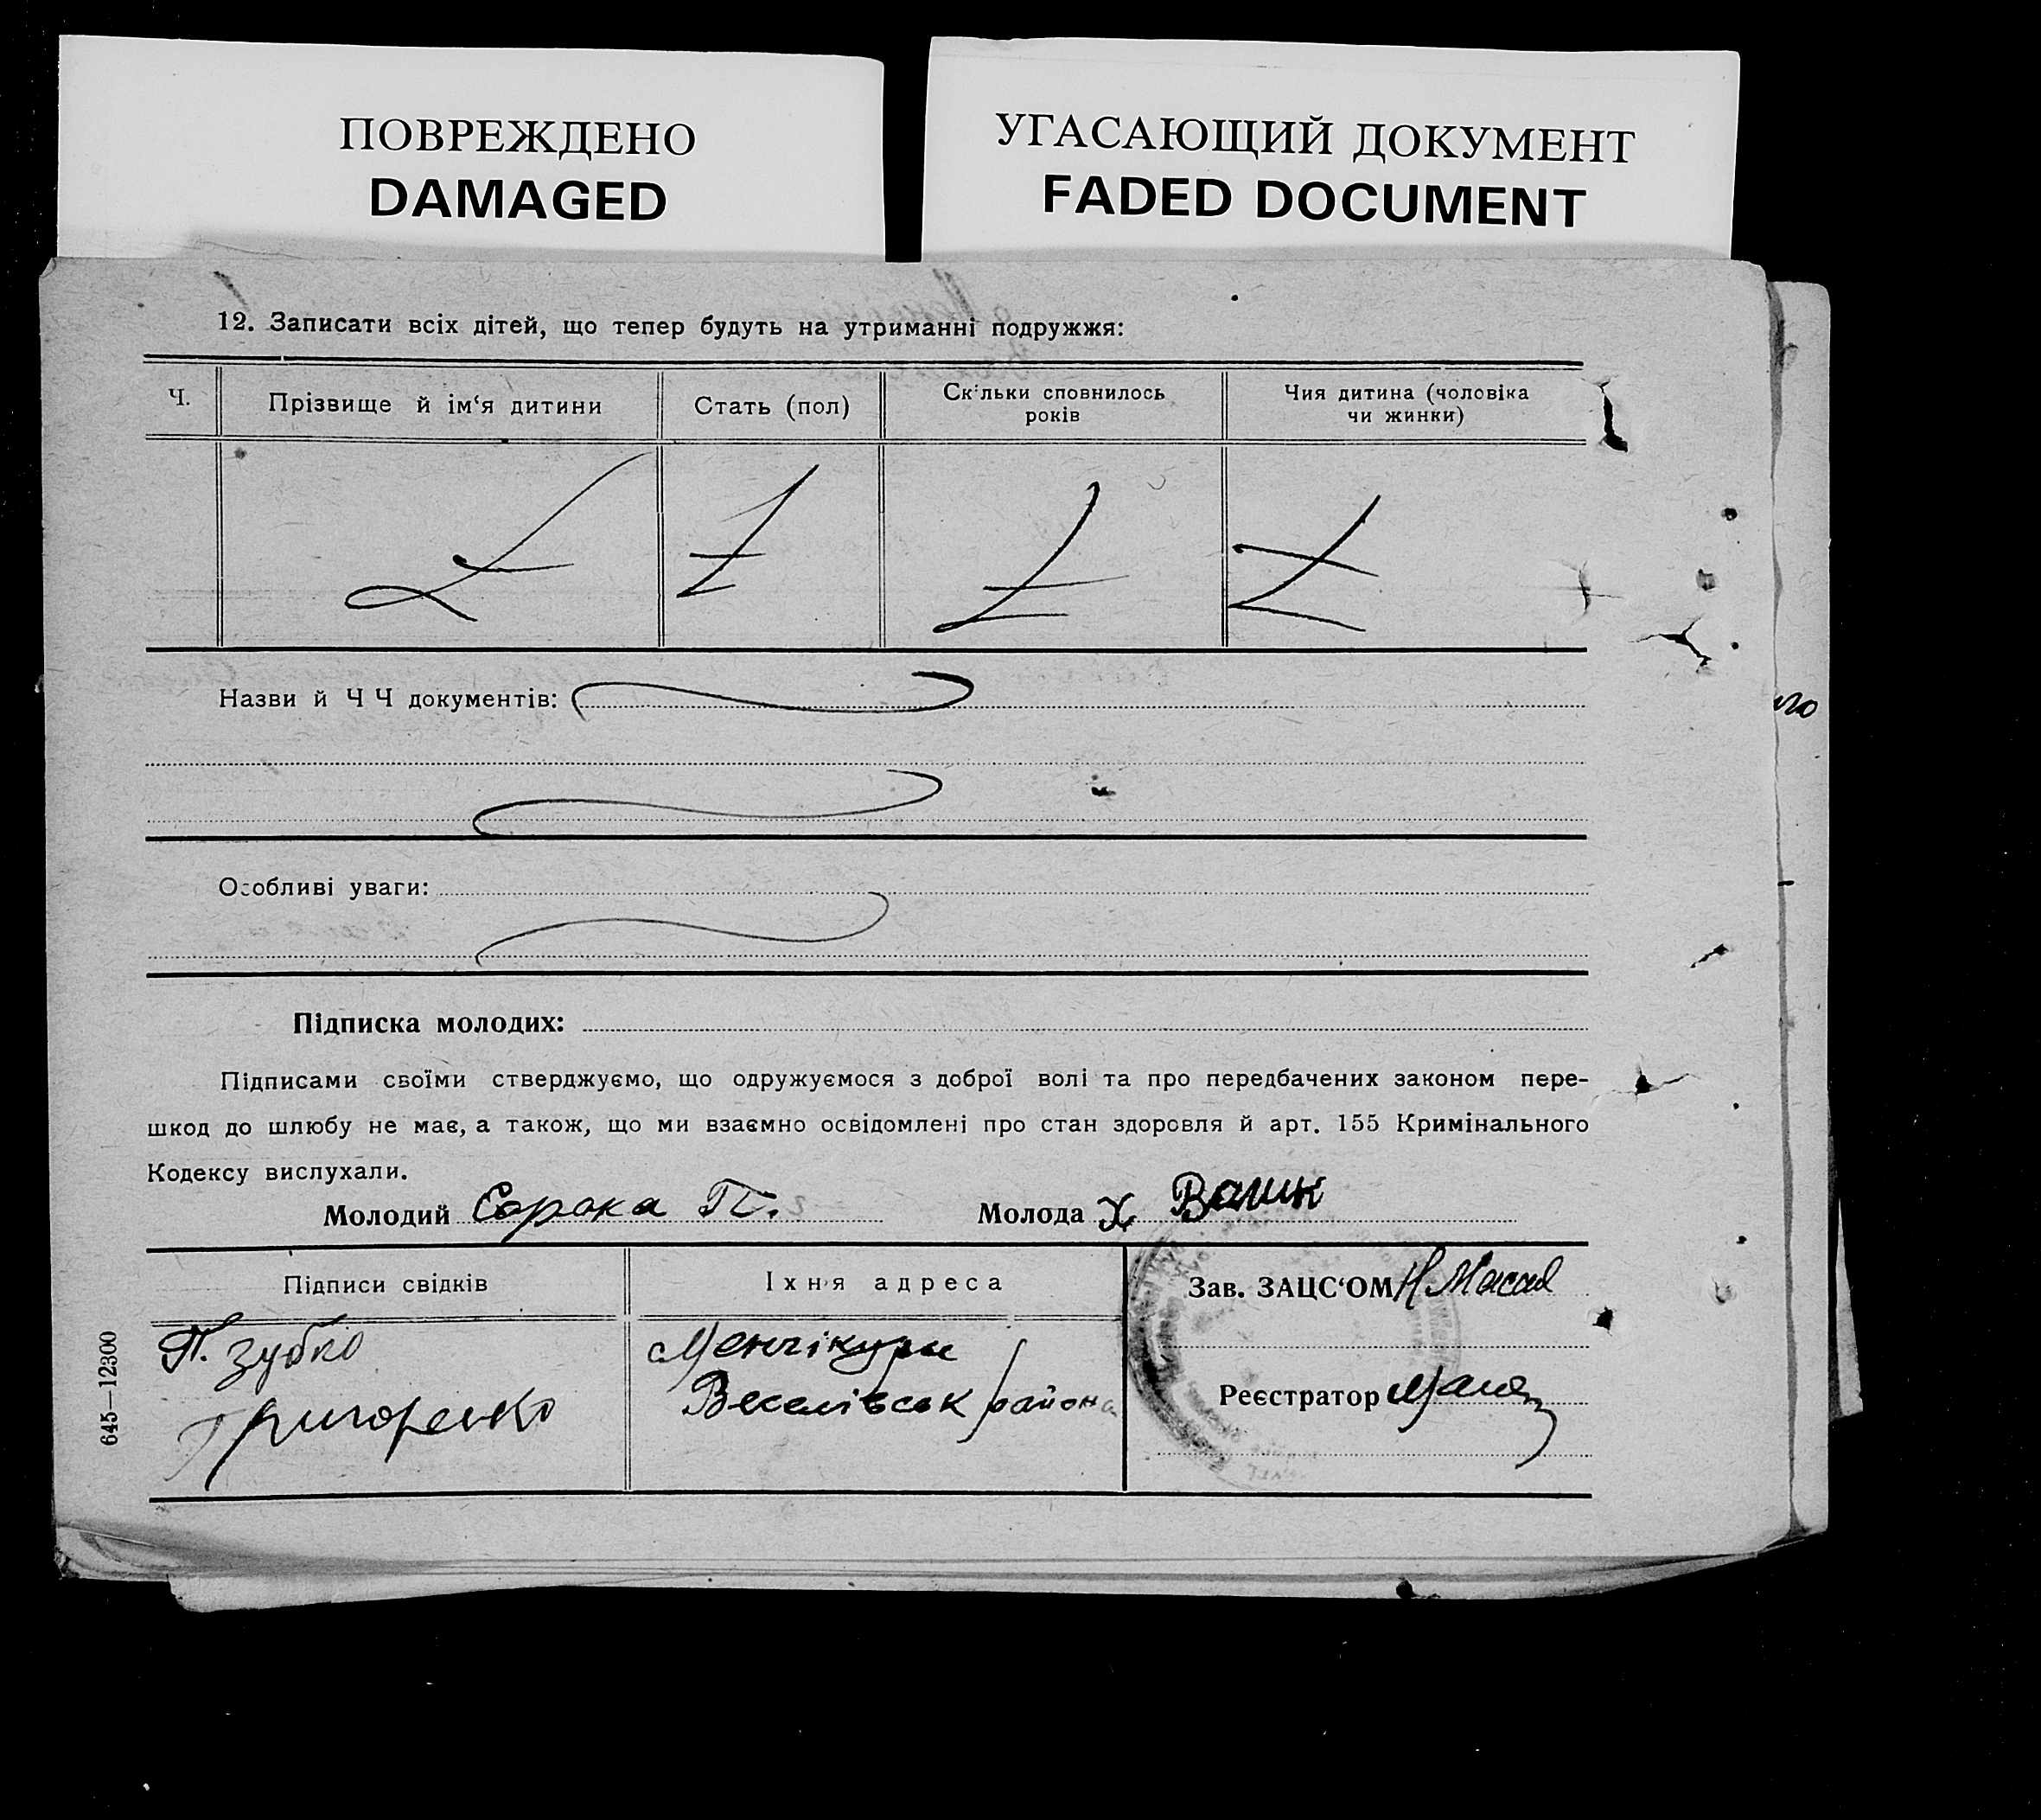 ПОВРЕЖДЕНО
DAMAGED
УГАСАЮЩИЙ ДОКУМЕНТ
FADED DOCUMENT
12. Записати всіх дітей, що тепер будуть на утриманні подружжя:
Ч.
Прізвище й ім‘я дитини
Стать (пол)
Скільки сповнилось
років
Чия дитина (чоловіка
чи жинки)
Назви й Ч Ч документів:
Особливі уваги:
Підписка молодих:
Підписами своїми стверджуємо, що одружуємося з доброї волі та про передбачених законом пере-
шкод до шлюбу не має, а також, що ми взаємно освідомлені про стан здоровля й арт. 155 Кримінального
Кодексу вислухали.
Молодий Сорока П.
Молода Х
Підписи свідків
Їхня адреса
Зав. ЗАЦС‘ОМ
П. Зубко
Менчікури
Григоренко
Веселівськ района
Реєстратор
645—12300